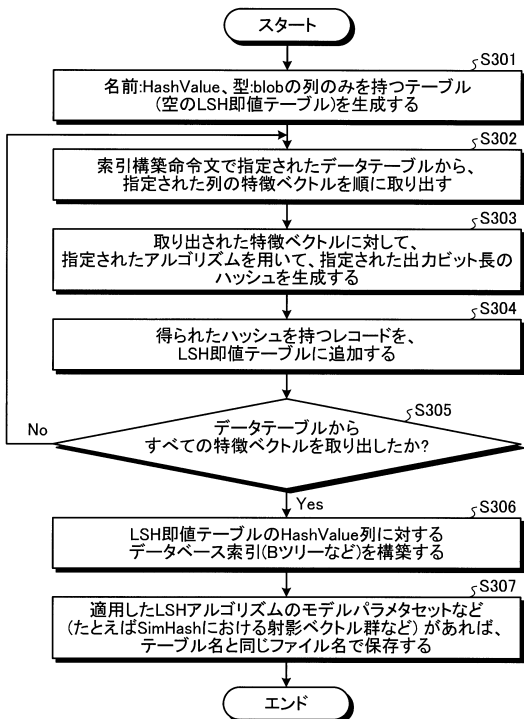 スタート
S301
名前:HashValue、型:blobの列のみを持つテーブル
(空のLSH即値テーブル)を生成する
S302
索引構築命令文で指定されたデータテーブルから、
指定された列の特徴ベクトルを順に取り出す
S303
取り出された特徴ベクトルに対して、
指定されたアルゴリズムを用いて、指定された出力ビット長の
ハッシュを生成する
S304
得られたハッシュを持つレコードを、
LSH即値テーブルに追加する
S305
No
データテーブルから
すべての特徴ベクトルを取り出したか?
Yes
S306
LSH即値テーブルのHashValue列に対する
データベース索引(Bツリーなど)を構築する
S307
適用したLSHアルゴリズムのモデルパラメタセットなど
(たとえばSimHashにおける射影ベクトル群など) があれば、
テーブル名と同じファイル名で保存する
エンド